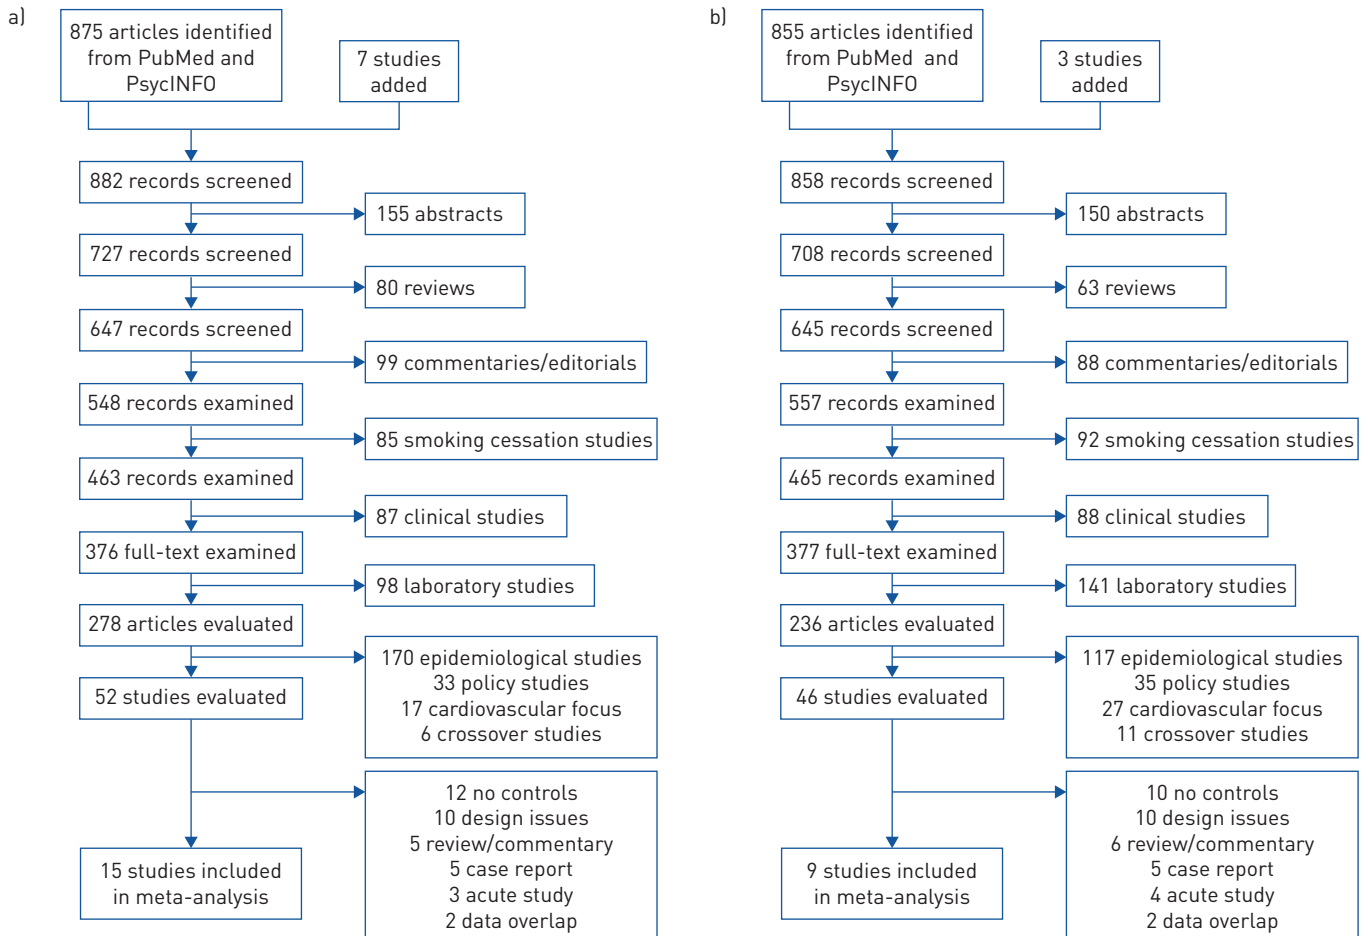 a)
875 articles identified
from PubMed and
PsycINFO
7 studies
added
882 records screened
155 abstracts
727 records screened
80 reviews
647 records screened
99 commentaries/editorials
548 records examined
85 smoking cessation studies
463 records examined
87 clinical studies
376 full-text examined
98 laboratory studies
278 articles evaluated
170 epidemiological studies
33 policy studies
17 cardiovascular focus
6 crossover studies
52 studies evaluated
12 no controls
10 design issues
5 review/commentary
5 case report
3 acute study
2 data overlap
15 studies included
in meta-analysis
b)
855 articles identified
from PubMed and
PsycINFO
3 studies
added
858 records screened
150 abstracts
708 records screened
63 reviews
645 records screened
88 commentaries/editorials
557 records examined
92 smoking cessation studies
465 records examined
88 clinical studies
377 full-text examined
141 laboratory studies
236 articles evaluated
117 epidemiological studies
35 policy studies
27 cardiovascular focus
11 crossover studies
46 studies evaluated
10 no controls
10 design issues
6 review/commentary
5 case report
4 acute study
2 data overlap
9 studies included
in meta-analysis